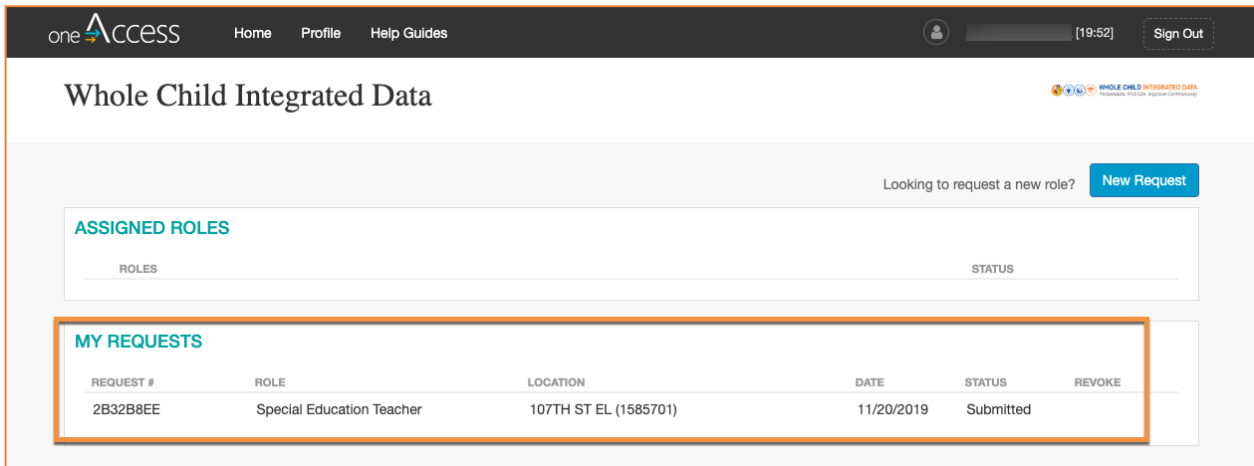 one Access Home Profile Help Guides [19:52] Sign Out
Whole Child Integrated Data
WHOLE CHILD INTEGRATED DATA
Looking to request a new role? New Request
ASSIGNED ROLES
ROLES STATUS
MY REQUESTS
REQUEST # ROLE LOCATION DATE STATUS REVOKE
2B32B8EE Special Education Teacher 107TH ST EL (1585701) 11/20/2019 Submitted